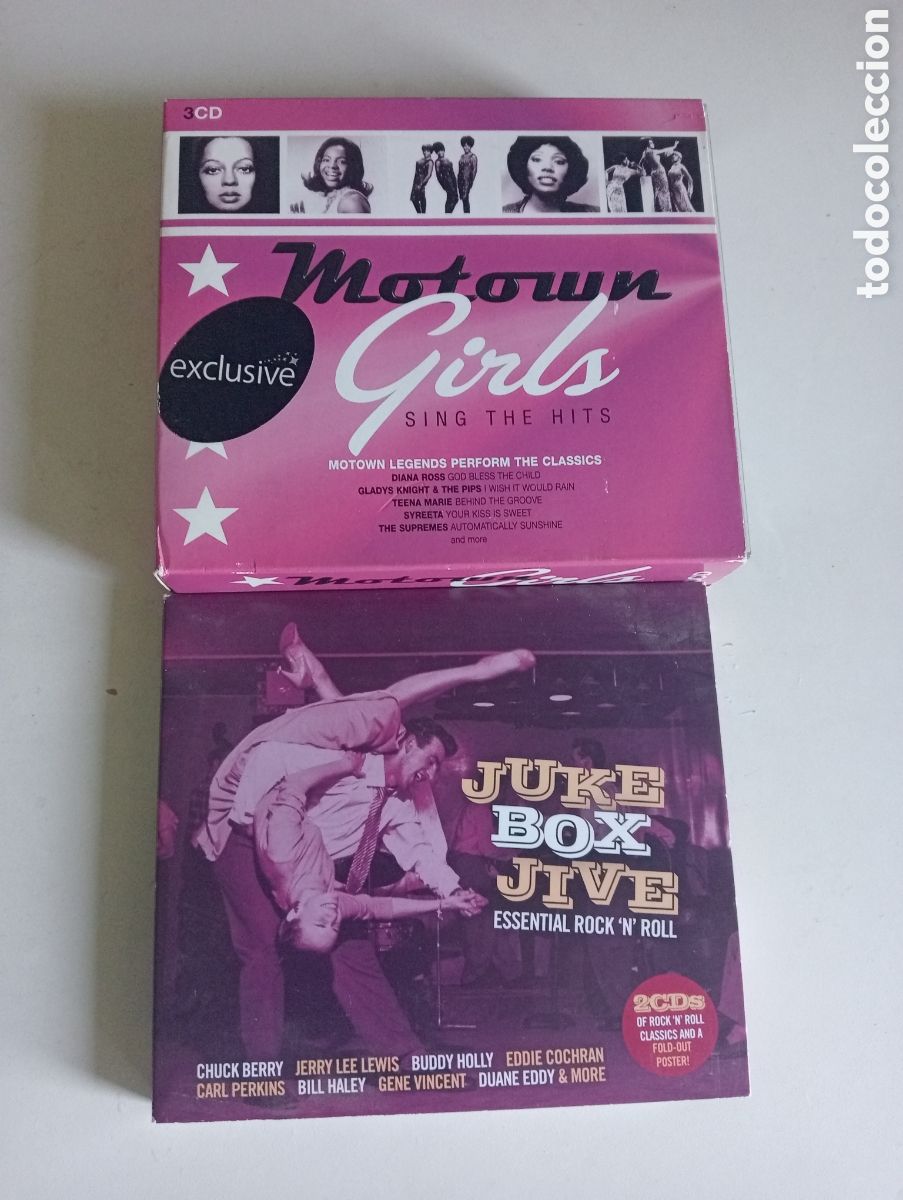 todocoleccion
3CD
Motown
Girls
exclusive
SING THE HITS
MOTOWN LEGENDS PERFORM THE CLASSICS
DIANA ROSS GOD BLESS THE CHILD
GLADYS KNIGHT & THE PIPS I WISH IT WOULD RAIN
TEENA MARIE BEHIND THE GROOVE
SYREETA YOUR KISS IS SWEET
THE SUPREMES AUTOMATICALLY SUNSHINE
and more
Motown Girls
JUKE
BOX
JIVE
ESSENTIAL ROCK 'N' ROLL
2CDs
OF ROCK 'N' ROLL
CLASSICS AND A
FOLD-OUT
POSTER!
CHUCK BERRY JERRY LEE LEWIS BUDDY HOLLY EDDIE COCHRAN
CARL PERKINS BILL HALEY GENE VINCENT DUANE EDDY & MORE